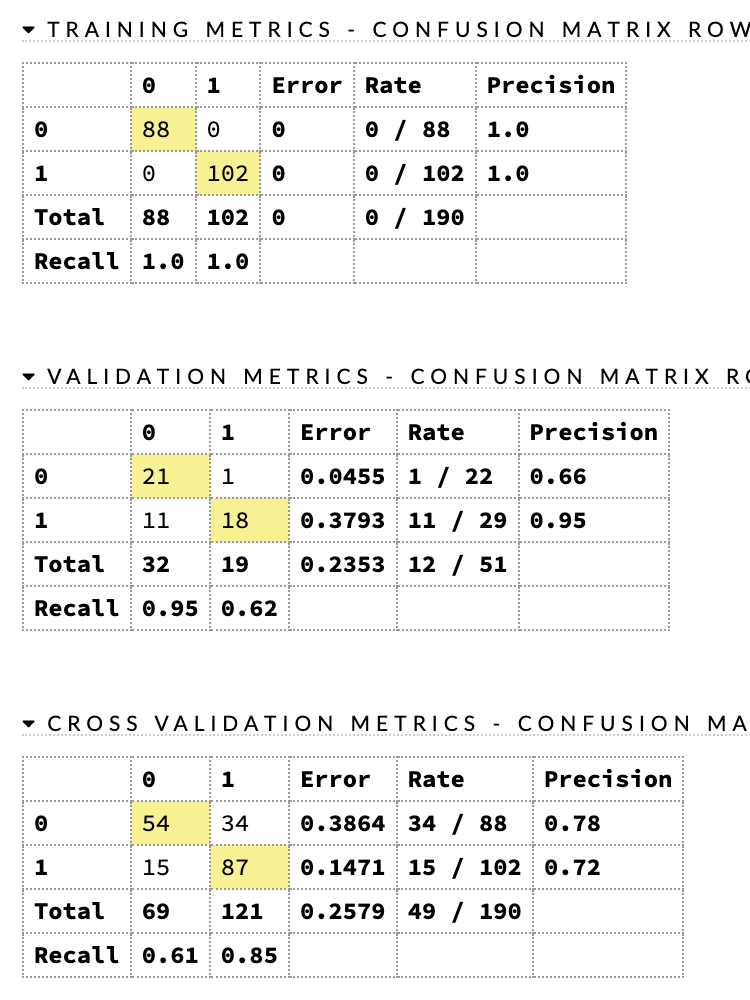 TRAINING METRICS - CONFUSION MATRIX ROW
0 1 Error Rate Precision
0 88 0 0 0 / 88 1.0
1 0 102 0 0 / 102 1.0
Total 88 102 0 0 / 190
Recall 1.0 1.0
VALIDATION METRICS - CONFUSION MATRIX RO
0 1 Error Rate Precision
0 21 1 0.0455 1 / 22 0.66
1 11 18 0.3793 11 / 29 0.95
Total 32 19 0.2353 12 / 51
Recall 0.95 0.62
CROSS VALIDATION METRICS - CONFUSION MA
0 1 Error Rate Precision
0 54 34 0.3864 34 / 88 0.78
1 15 87 0.1471 15 / 102 0.72
Total 69 121 0.2579 49 / 190
Recall 0.61 0.85